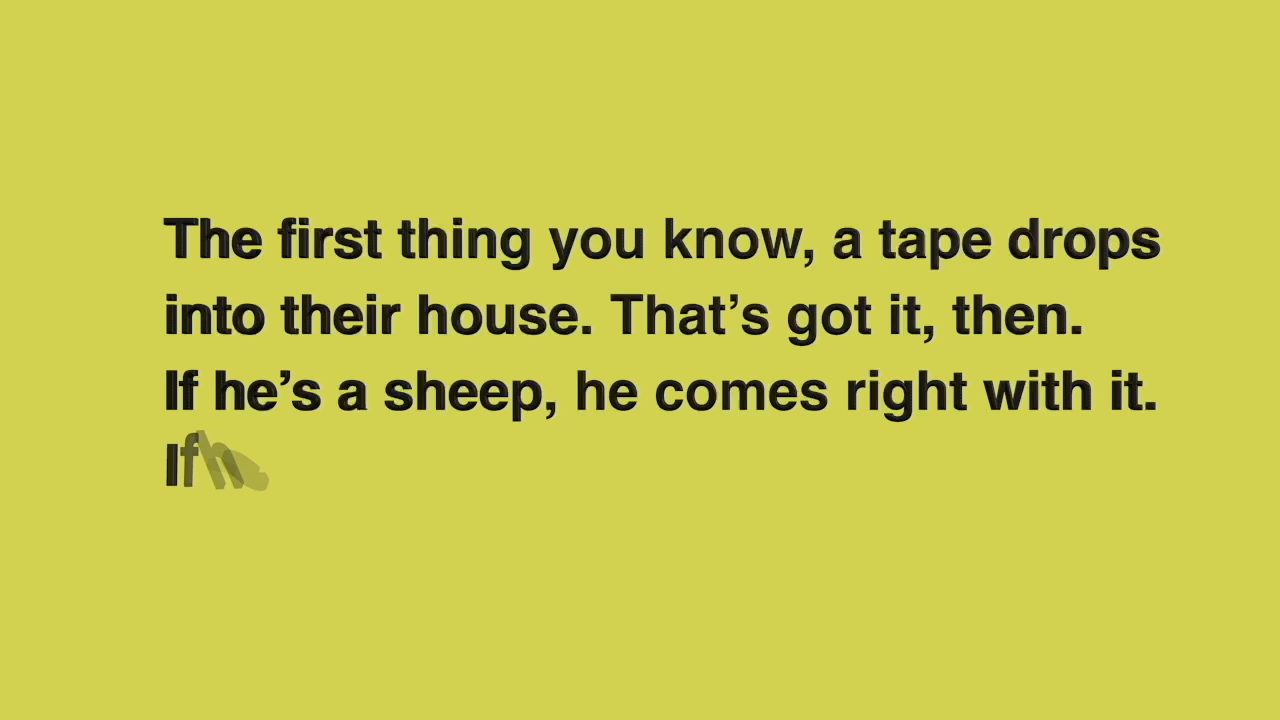 The first thing you know, a tape drops
into their house. That’s got it, then.
If he’s a sheep, he comes right with it.
If